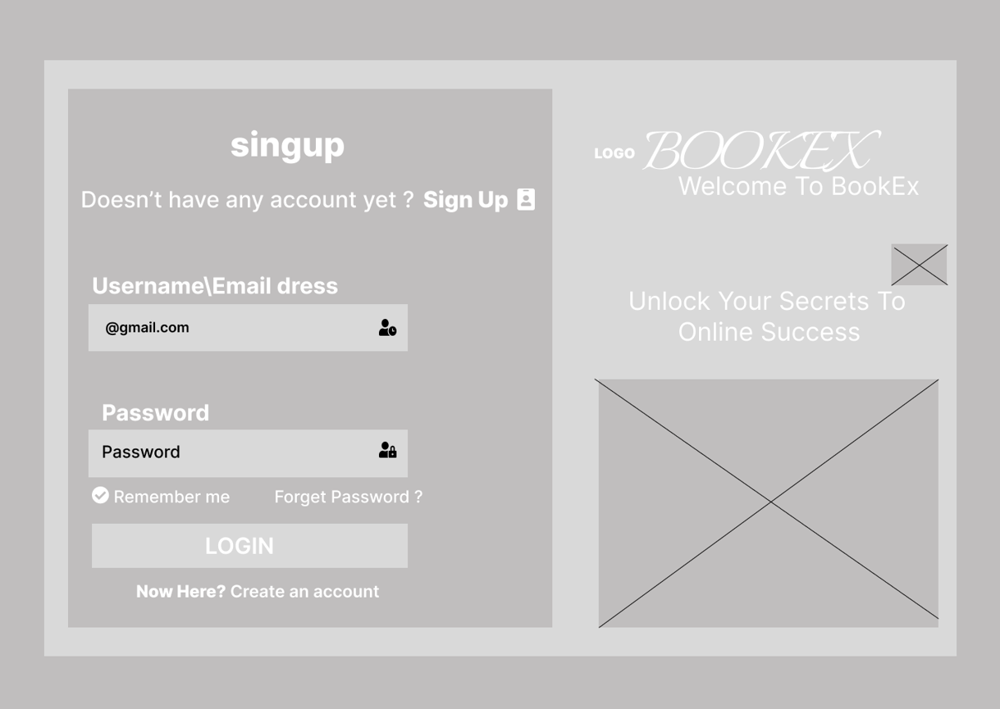 singup
Doesn’t have any account yet ? Sign Up
Username\Email dress
@gmail.com
Password
Password
Remember me
Forget Password ?
LOGIN
Now Here? Create an account
LOGO BOOKEX
Welcome To BookEx
Unlock Your Secrets To
Online Success